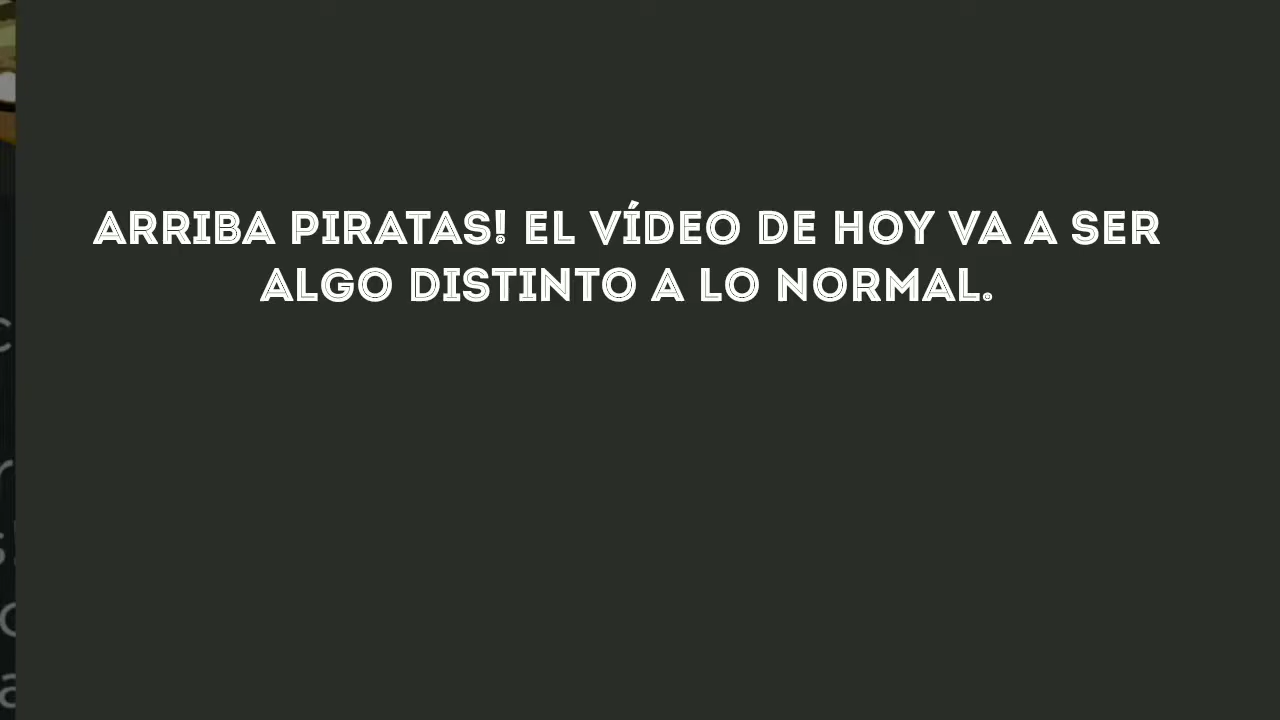 ARRIBA PIRATAS! EL VÍDEO DE HOY VA A SER
ALGO DISTINTO A LO NORMAL.